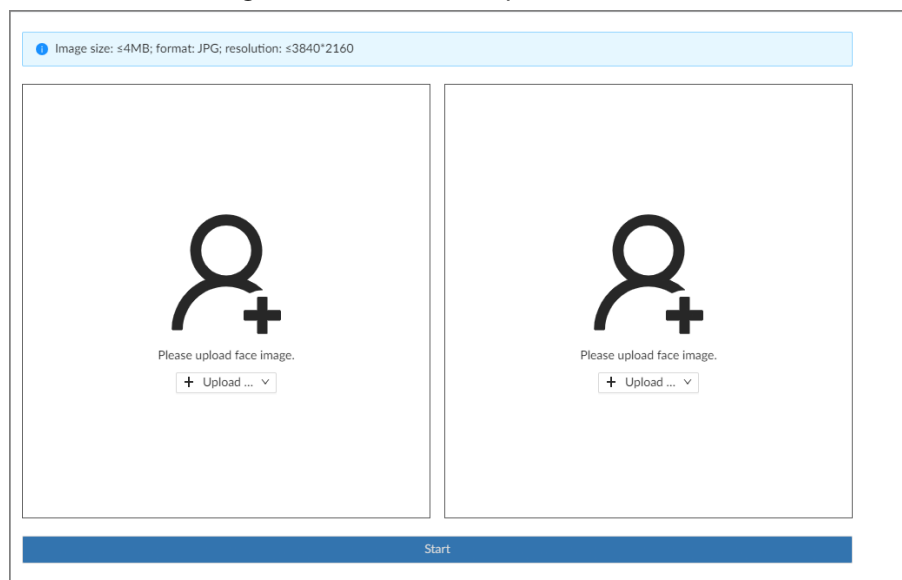 Image size: ≤4MB; format: JPG; resolution: ≤3840*2160
Please upload face image.
Upload ...
Please upload face image.
Upload ...
Start